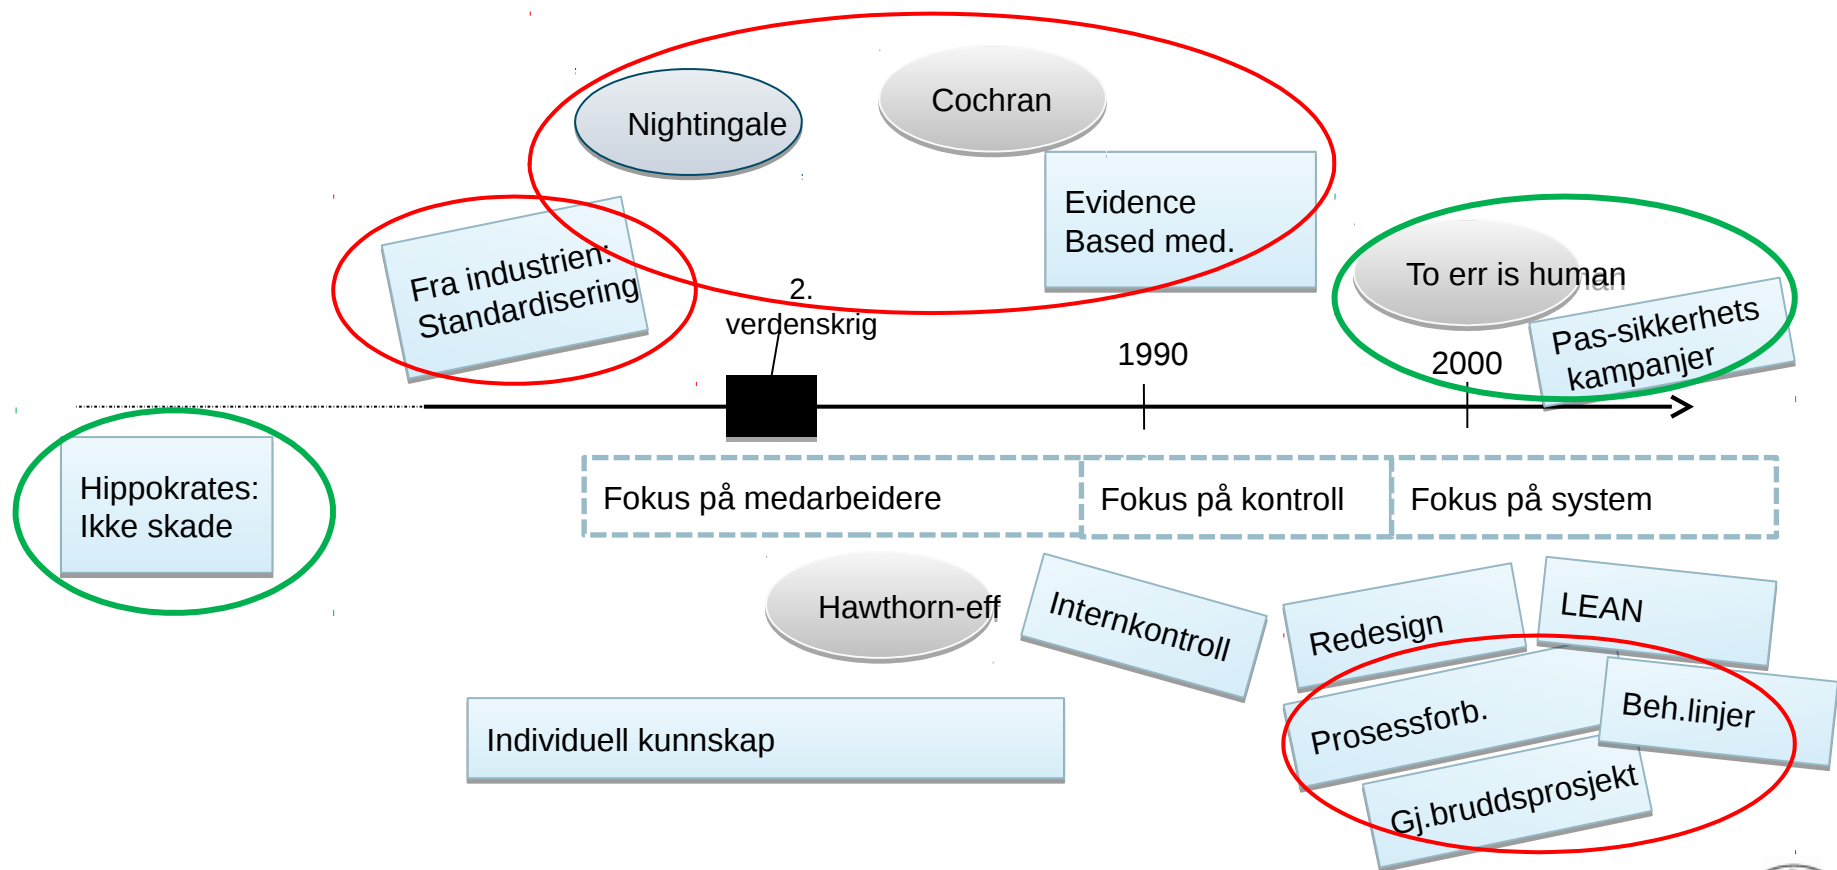 Nightingale
Cochran
Evidence
Based med.
Fra industrien:
Standardisering
2.
verdenskrig
To err is human
Pas-sikkerhets
kampanjer
1990
2000
Hippokrates:
Ikke skade
Fokus på medarbeidere
Fokus på kontroll
Fokus på system
Hawthorn-eff
Internkontroll
Redesign
LEAN
Prosessforb.
Beh.linjer
Individuell kunnskap
Gj.bruddsprosjekt